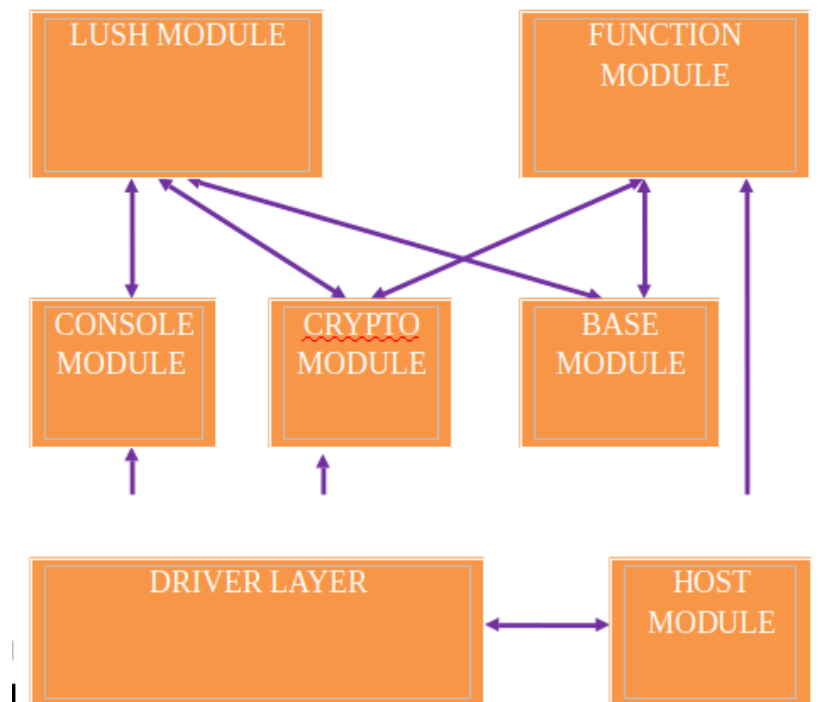 LUSH MODULE
FUNCTION
MODULE
CONSOLE
MODULE
CRYPTO
MODULE
BASE
MODULE
DRIVER LAYER
HOST
MODULE